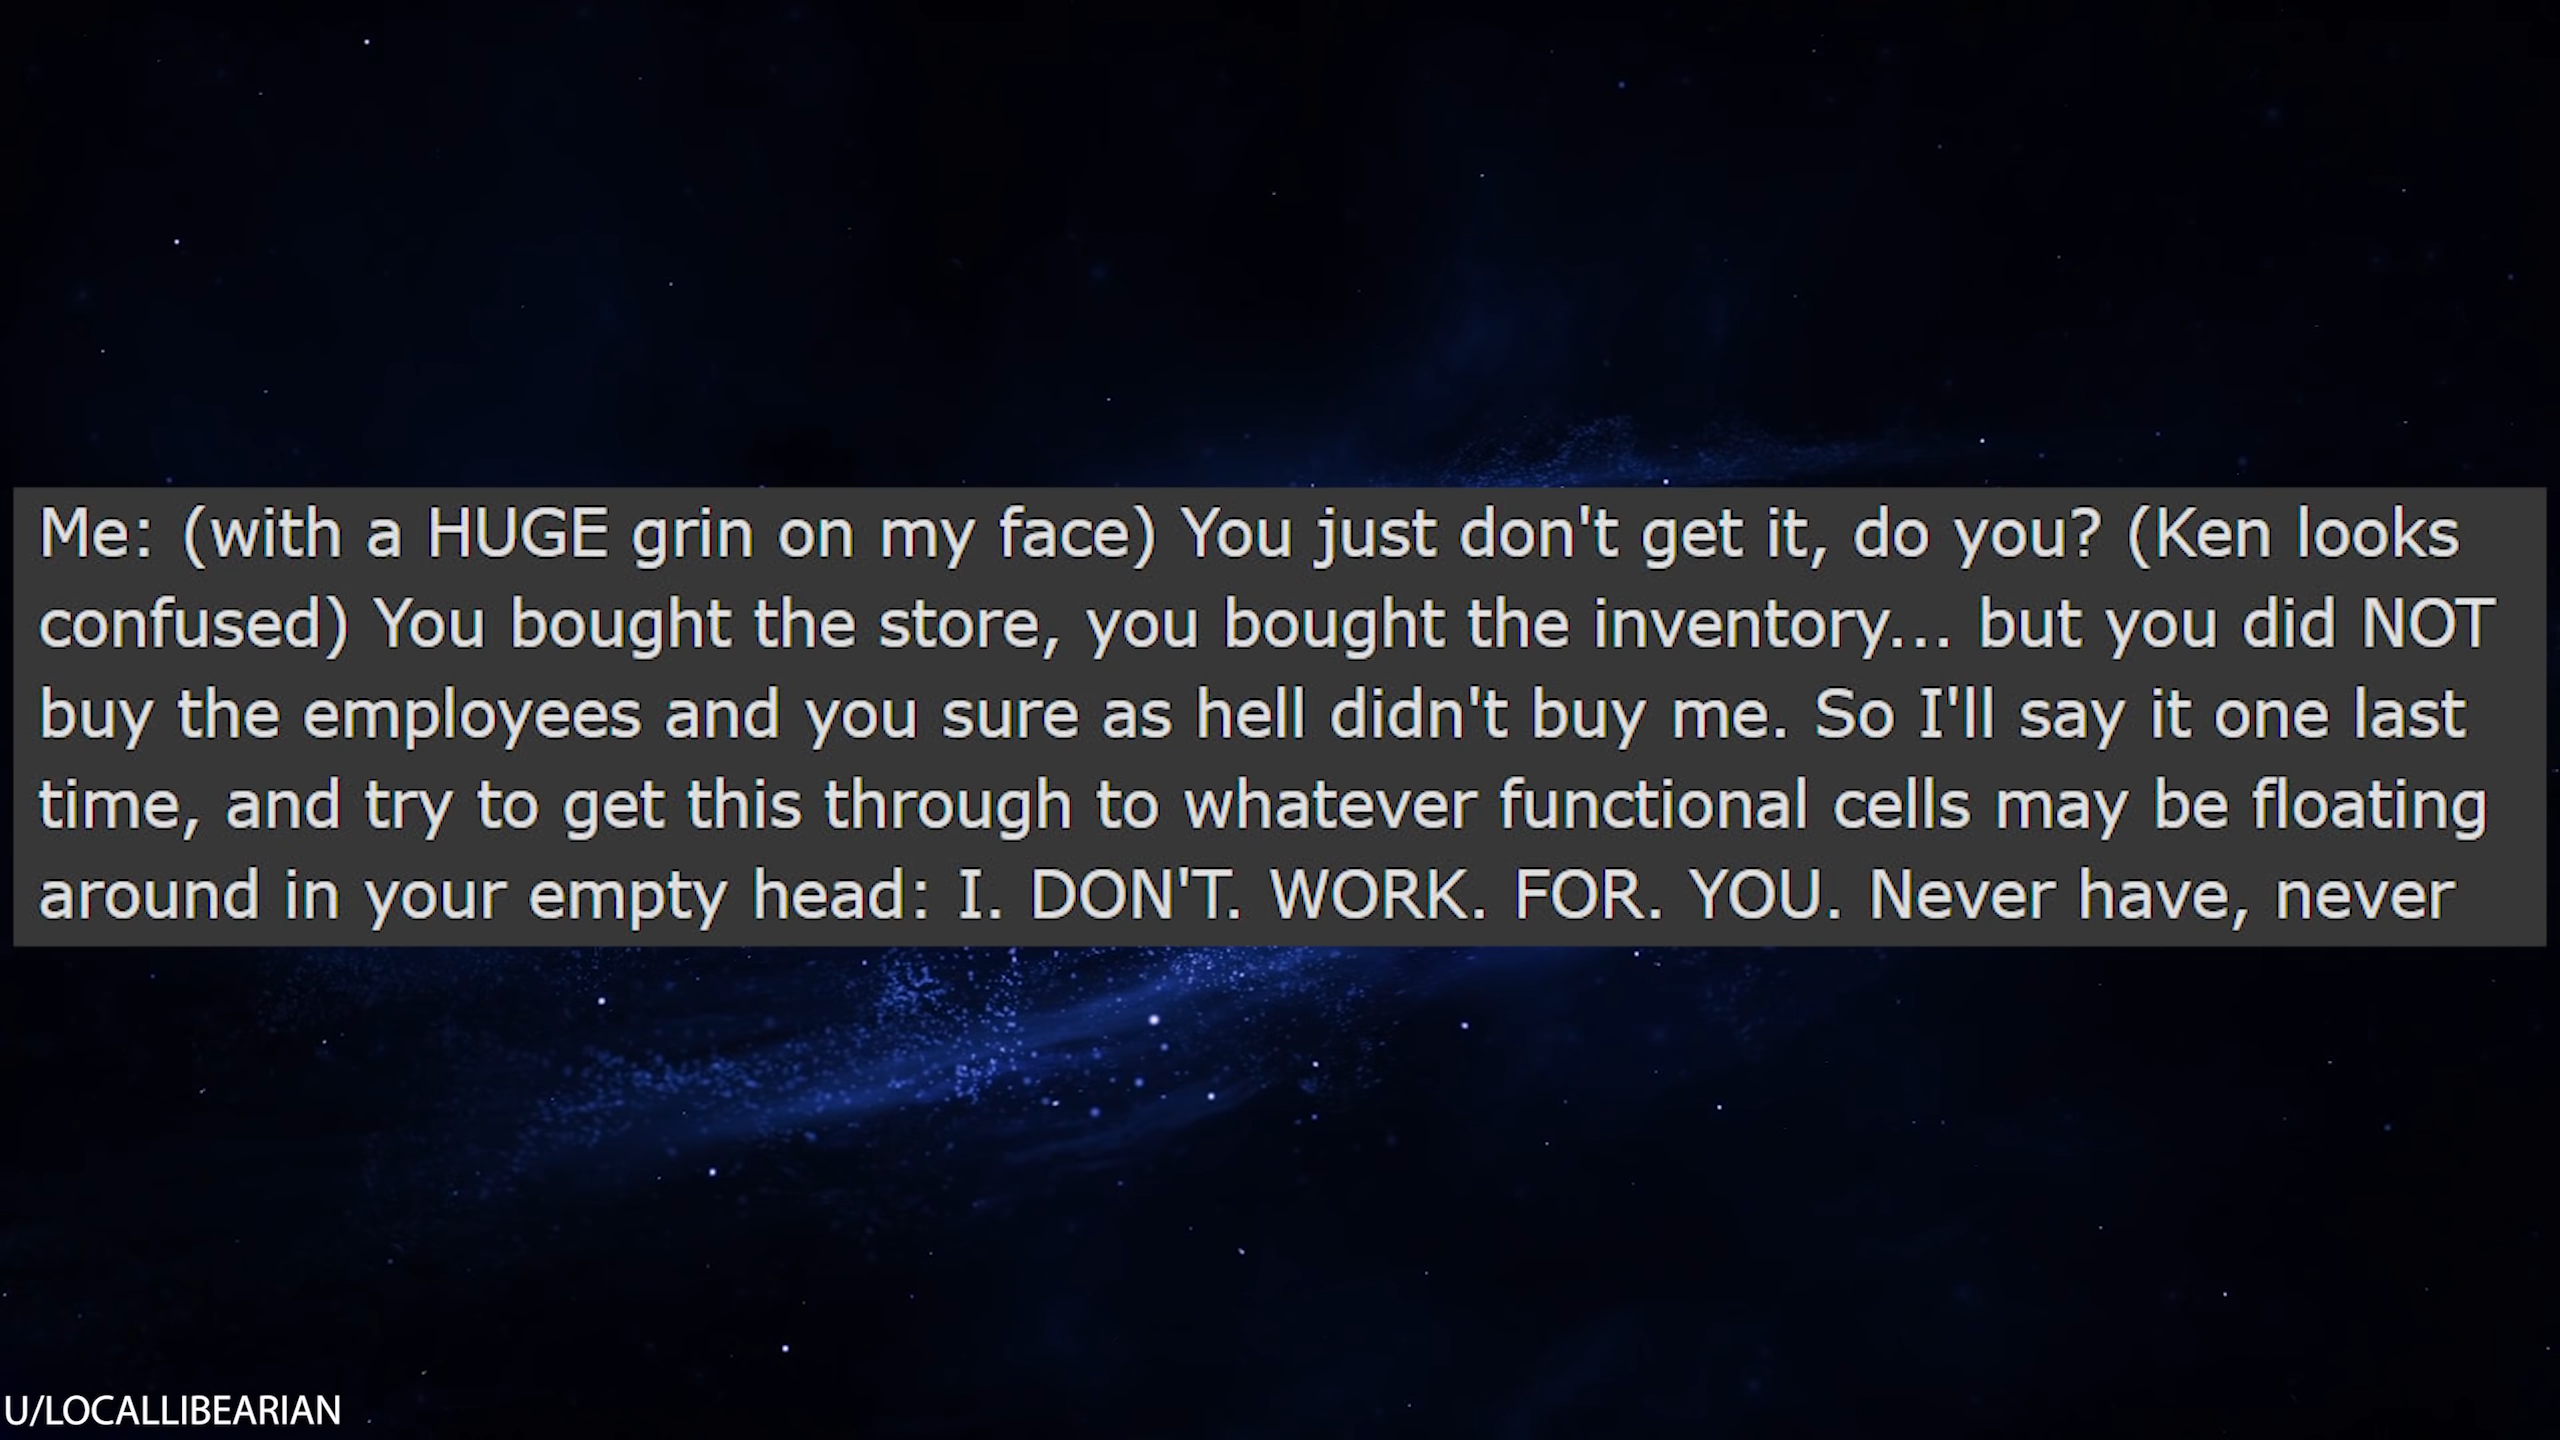 Me: (with a HUGE grin on my face) You just don't get it, do you? (Ken looks
confused) You bought the store, you bought the inventory... but you did NOT
buy the employees and you sure as hell didn't buy me. So I'll say it one last
time, and try to get this through to whatever functional cells may be floating
around in your empty head: I. DON'T. WORK. FOR. YOU. Never have, never
U/LOCALLIBEARIAN